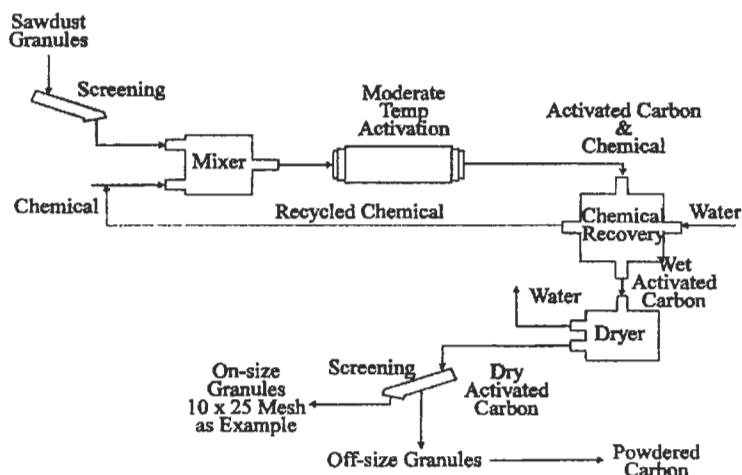 Sawdust
Granules
Screening
Moderate
Temp
Activation
Activated Carbon
&
Chemical
Mixer
Chemical
Recycled Chemical
Chemical
Recovery
Water
Wet
Activated
Carbon
Water
Dryer
Screening
On-size
Granules
10 x 25 Mesh
as Example
Dry
Activated
Carbon
Off-size Granules
Powdered
Carbon